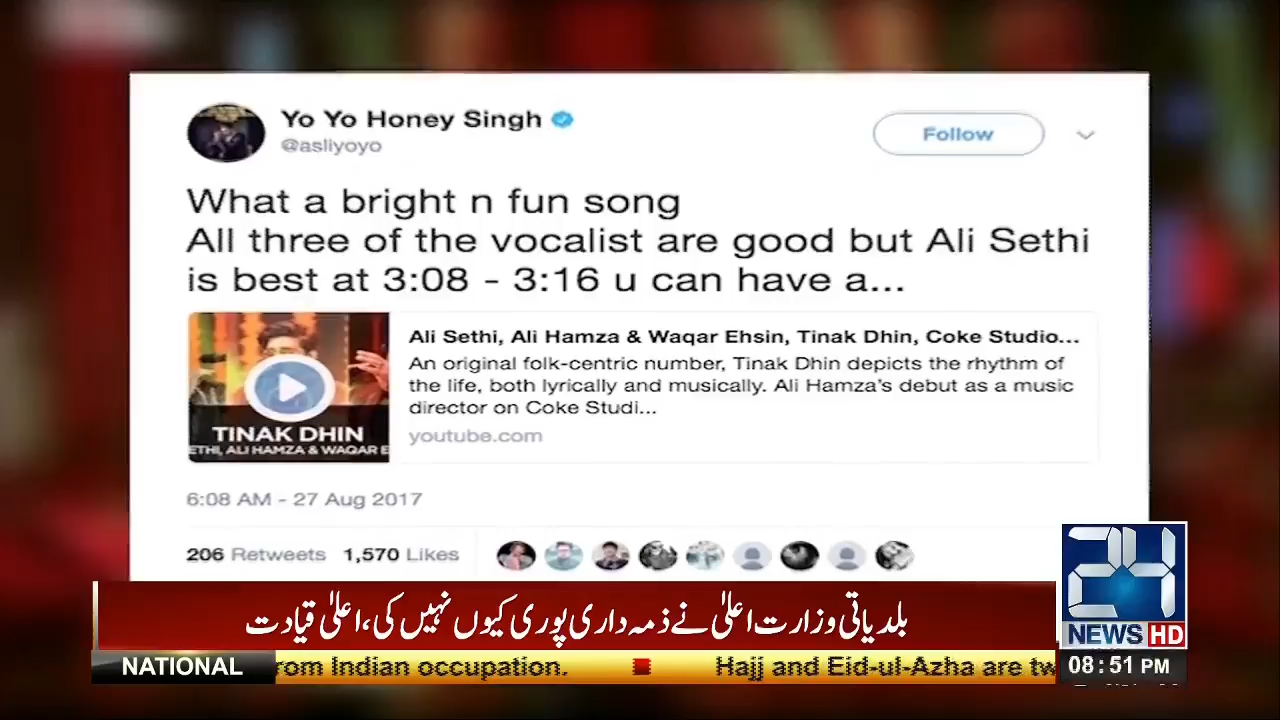 Yo Yo Honey Singh
@asliyoyo
Follow
What a bright n fun song
All three of the vocalist are good but Ali Sethi
is best at 3:08 - 3:16 u can have a...
Ali Sethi, Ali Hamza & Waqar Ehsin, Tinak Dhin, Coke Studio...
An original folk-centric number, Tinak Dhin depicts the rhythm of
the life, both lyrically and musically. Ali Hamza's debut as a music
director on Coke Studi...
youtube.com
TINAK DHIN
ETHI, ALI HAMZA & WAQAR E
6:08 AM - 27 Aug 2017
206 Retweets 1,570 Likes
24
NEWS HD
بلدیاتی وزارت اعلیٰ نے ذمہ داری پوری کیوں نہیں کی، اعلیٰ قیادت
NATIONAL
rom Indian occupation. Hajj and Eid-ul-Azha are tw
08:51 PM